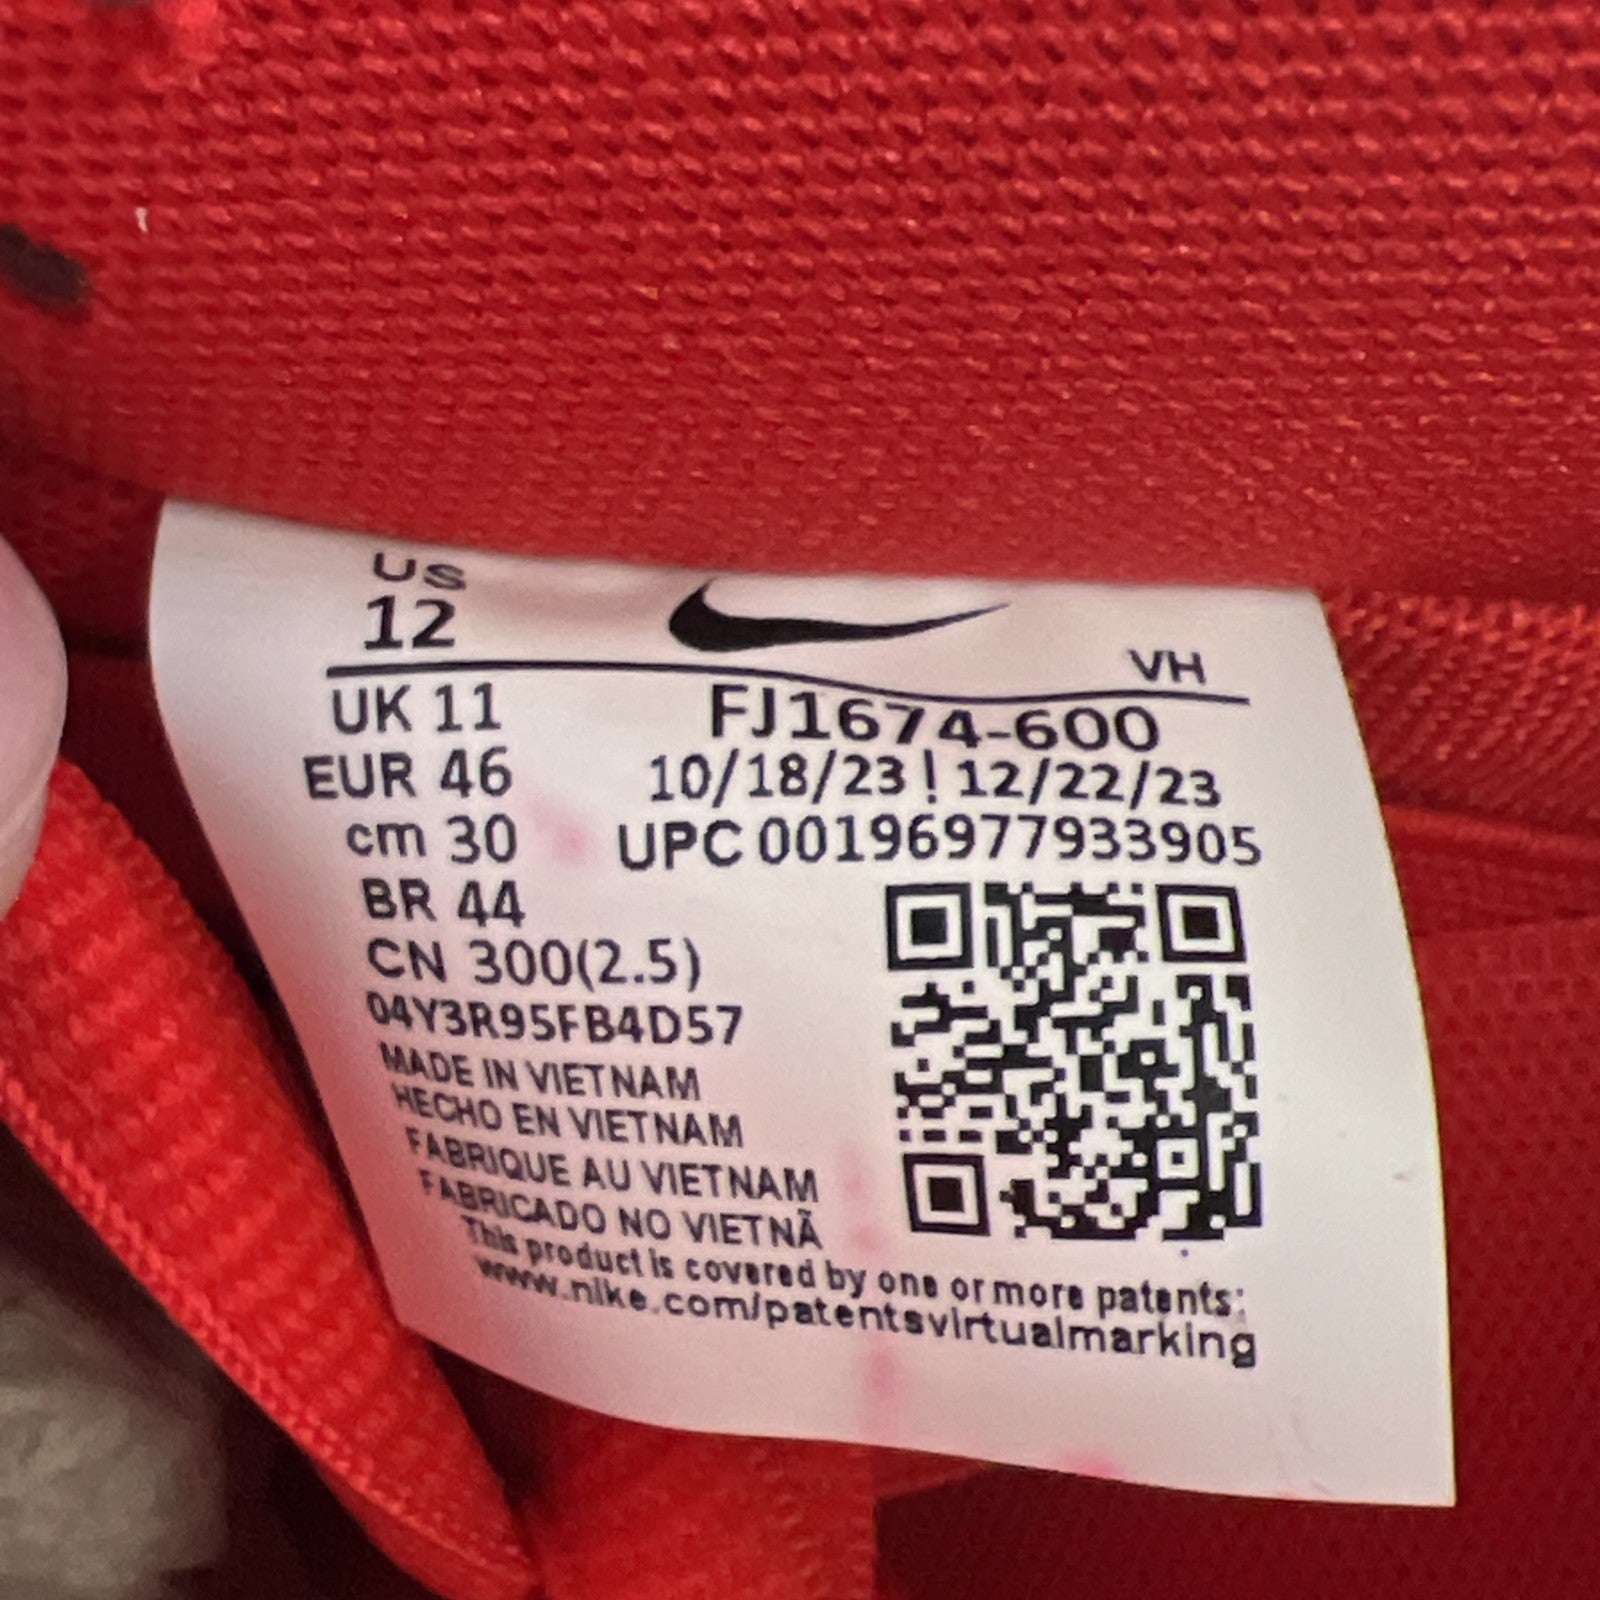 US
12
VH
UK 11
FJ1674-600
EUR 46
10/18/23 ! 12/22/23
cm 30
UPC 00196977933905
BR 44
CN 300(2.5)
04Y3R95FB4D57
MADE IN VIETNAM
HECHO EN VIETNAM
FABRIQUE AU VIETNAM
FABRICADO NO VIETNÃ
This product is covered by one or more patents:
www.nike.com/patentsvirtualmarking